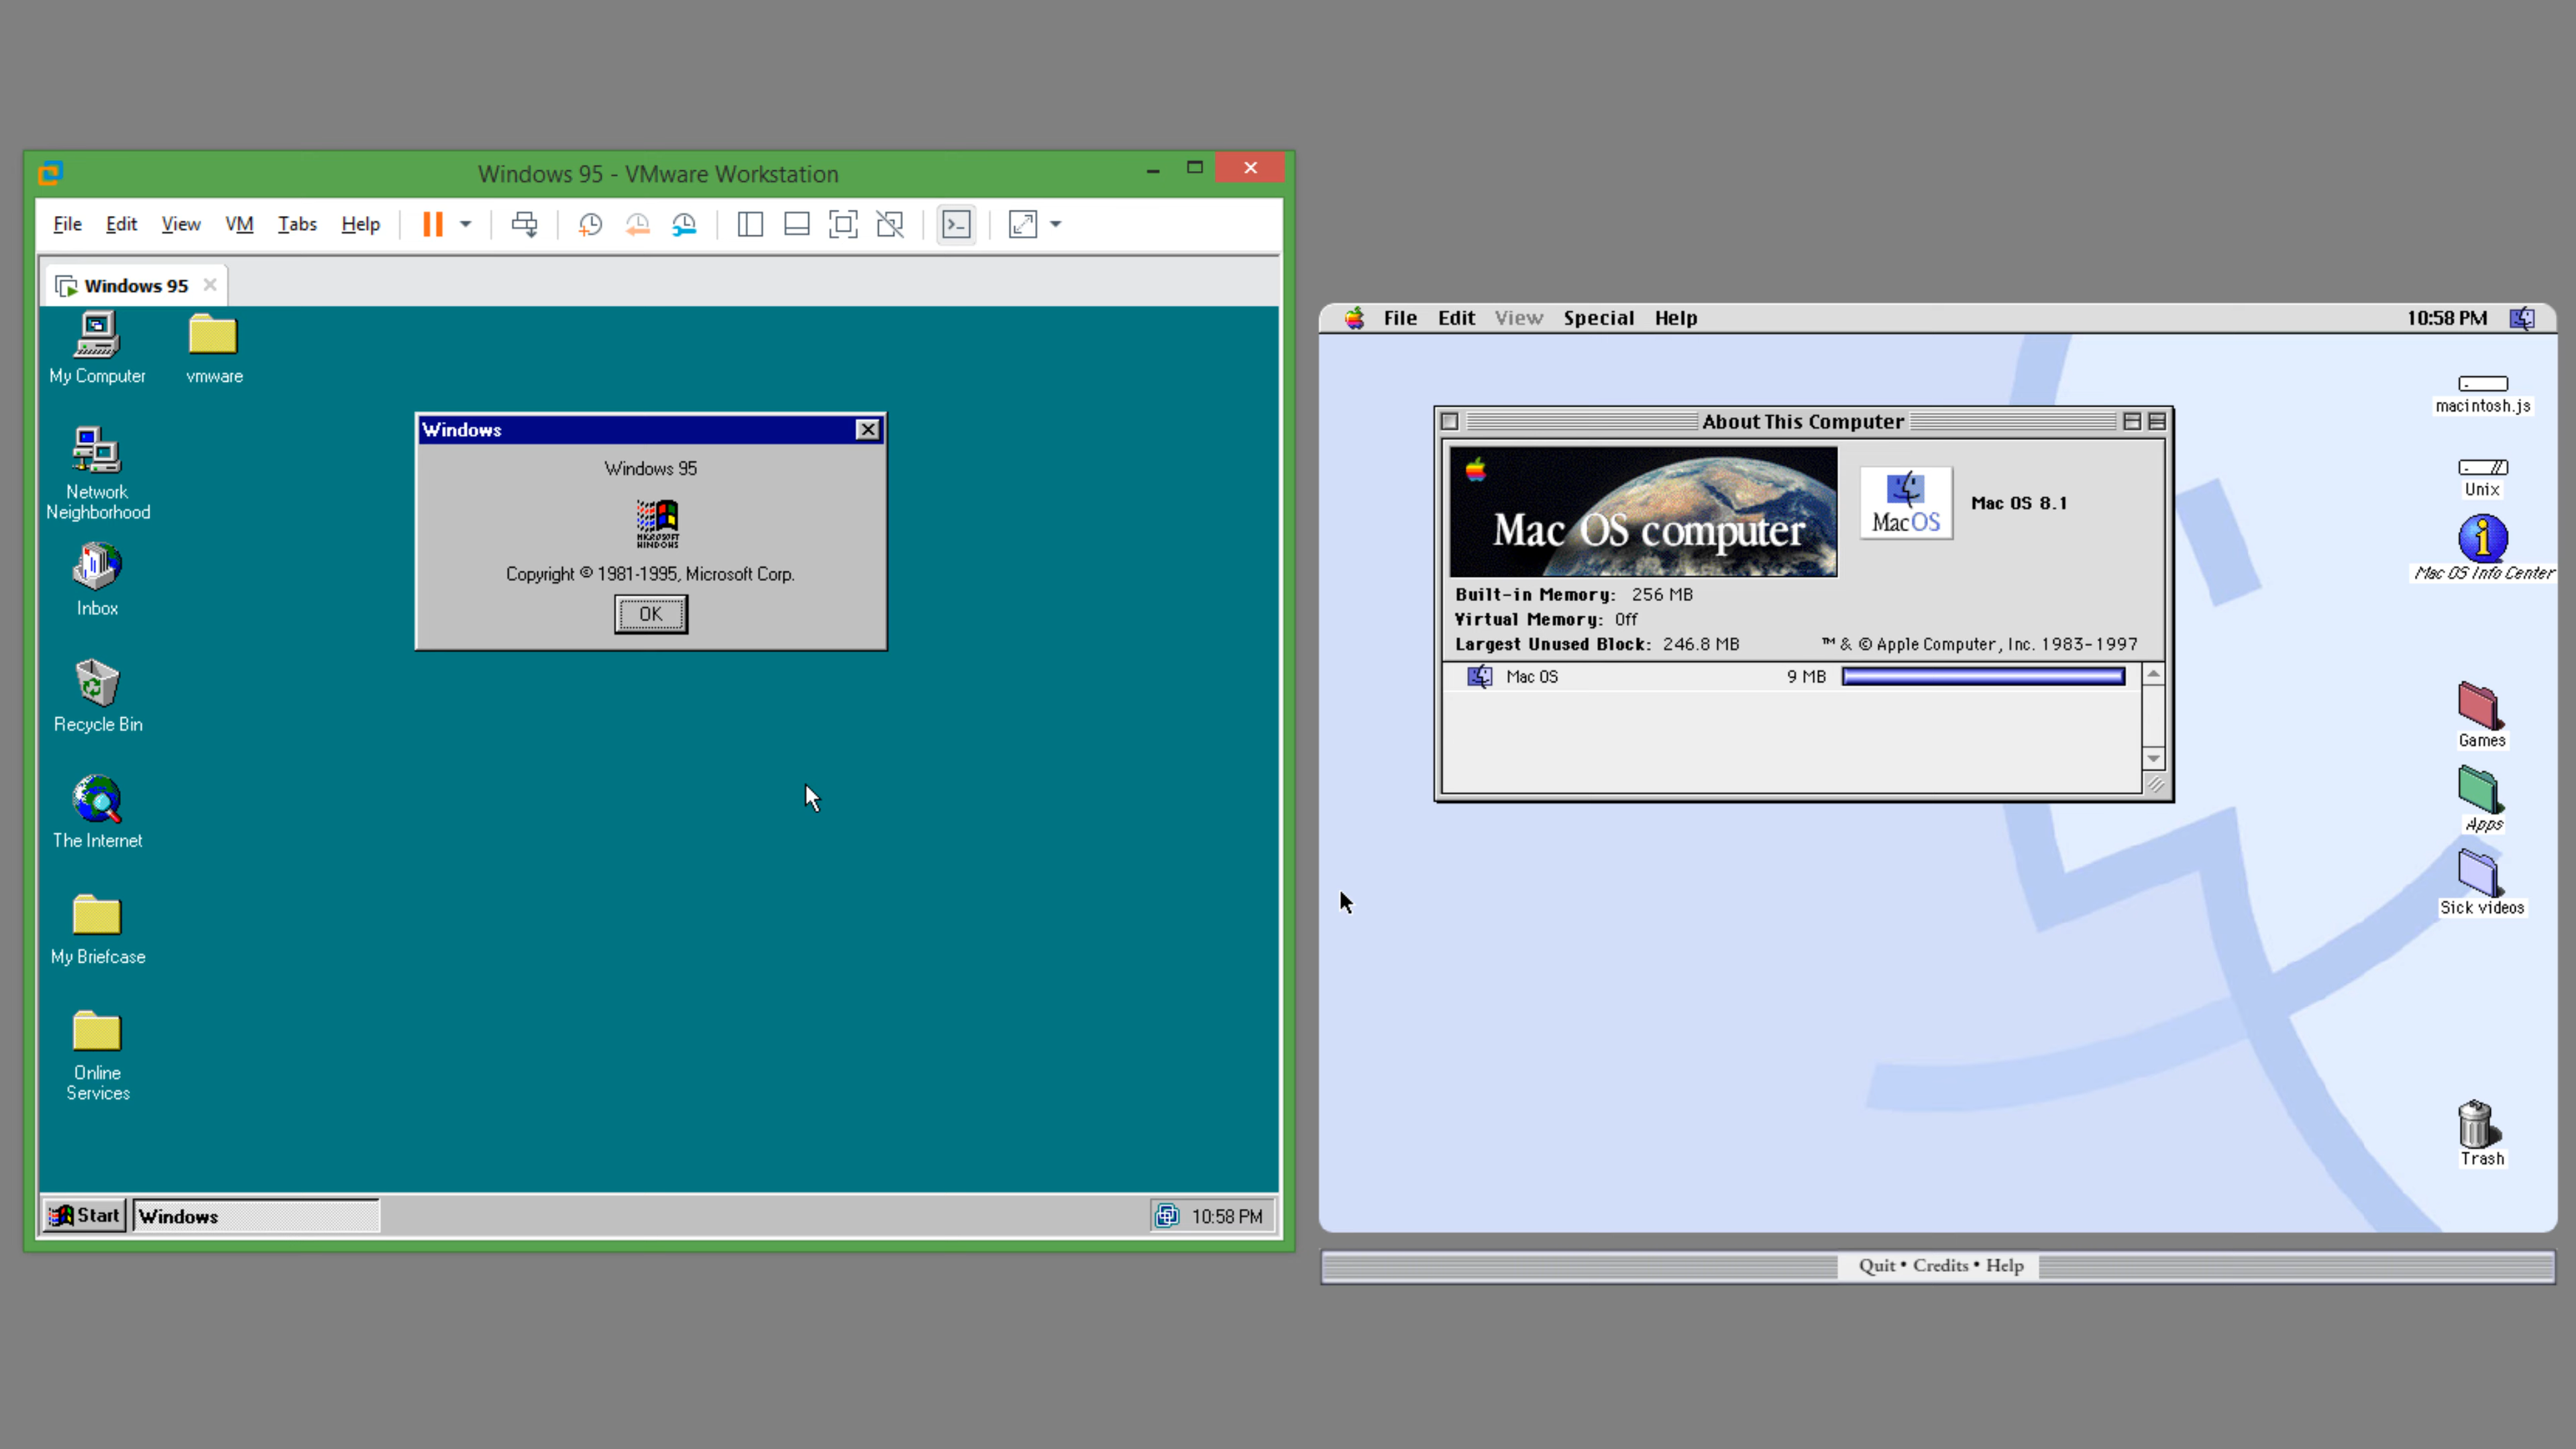 Windows 95 - VMware Workstation
File Edit View VM Tabs Help
Windows 95
My Computer
vmware
Network
Neighborhood
Inbox
Recycle Bin
The Internet
My Briefcase
Online
Services
Windows
Windows 95
MICROSOFT
WINDOWS
Copyright © 1981-1995, Microsoft Corp.
OK
Start
Windows
10:58 PM
File Edit View Special Help
10:58 PM
About This Computer
Mac OS computer
MacOS
Mac OS 8.1
Built-in Memory: 256 MB
Virtual Memory: Off
Largest Unused Block: 246.8 MB
™ & © Apple Computer, Inc. 1983-1997
Mac OS 9 MB
macintosh.js
Unix
Mac OS Info Center
Games
Apps
Sick videos
Trash
Quit • Credits • Help